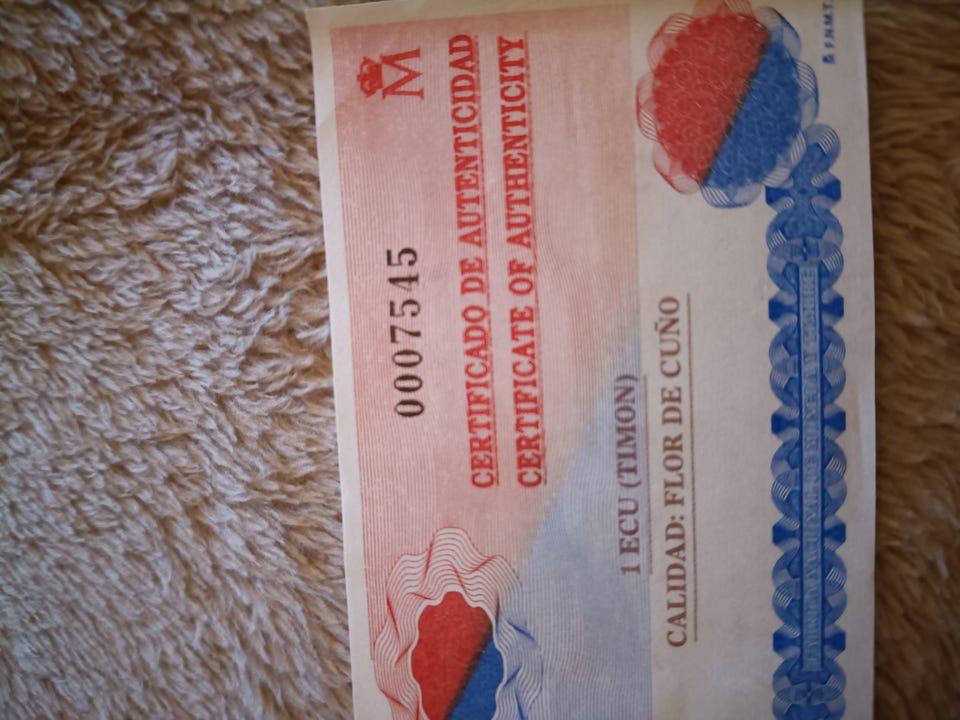 M
0007545
CERTIFICADO DE AUTENTICIDAD
CERTIFICATE OF AUTHENTICITY
1 ECU (TIMON)
CALIDAD: FLOR DE CUÑO
F.N.M.T.